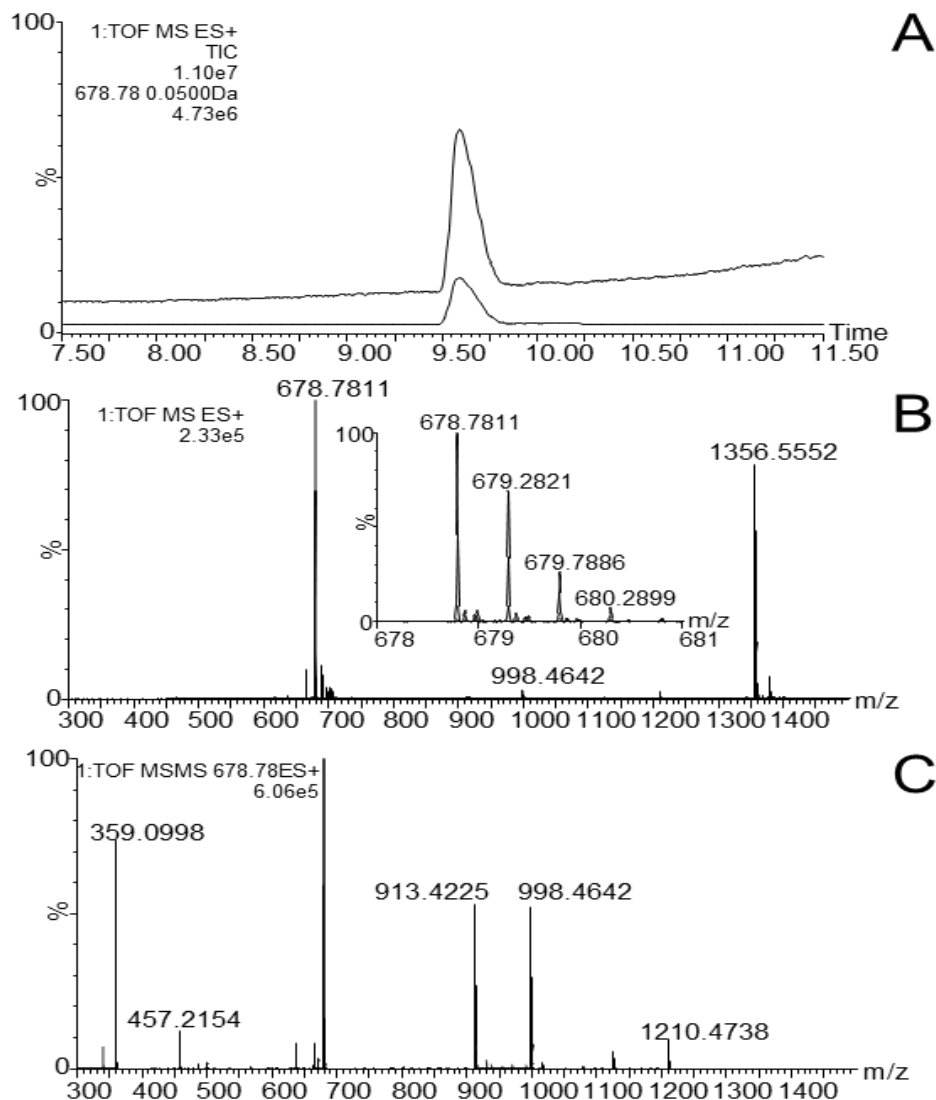 A
100
1:TOF MS ES+
TIC
1.10e7
678.78 0.0500Da
4.73e6
%
0
Time
7.50 8.00 8.50 9.00 9.50 10.00 10.50 11.00 11.50
B
100
1:TOF MS ES+
2.33e5
678.7811
1356.5552
%
998.4642
0
m/z
300 400 500 600 700 800 900 1000 1100 1200 1300 1400
100
678.7811
679.2821
%
679.7886
680.2899
0
m/z
678 679 680 681
C
100
1:TOF MSMS 678.78ES+
6.06e5
359.0998
913.4225 998.4642
%
457.2154
1210.4738
0
m/z
300 400 500 600 700 800 900 1000 1100 1200 1300 1400